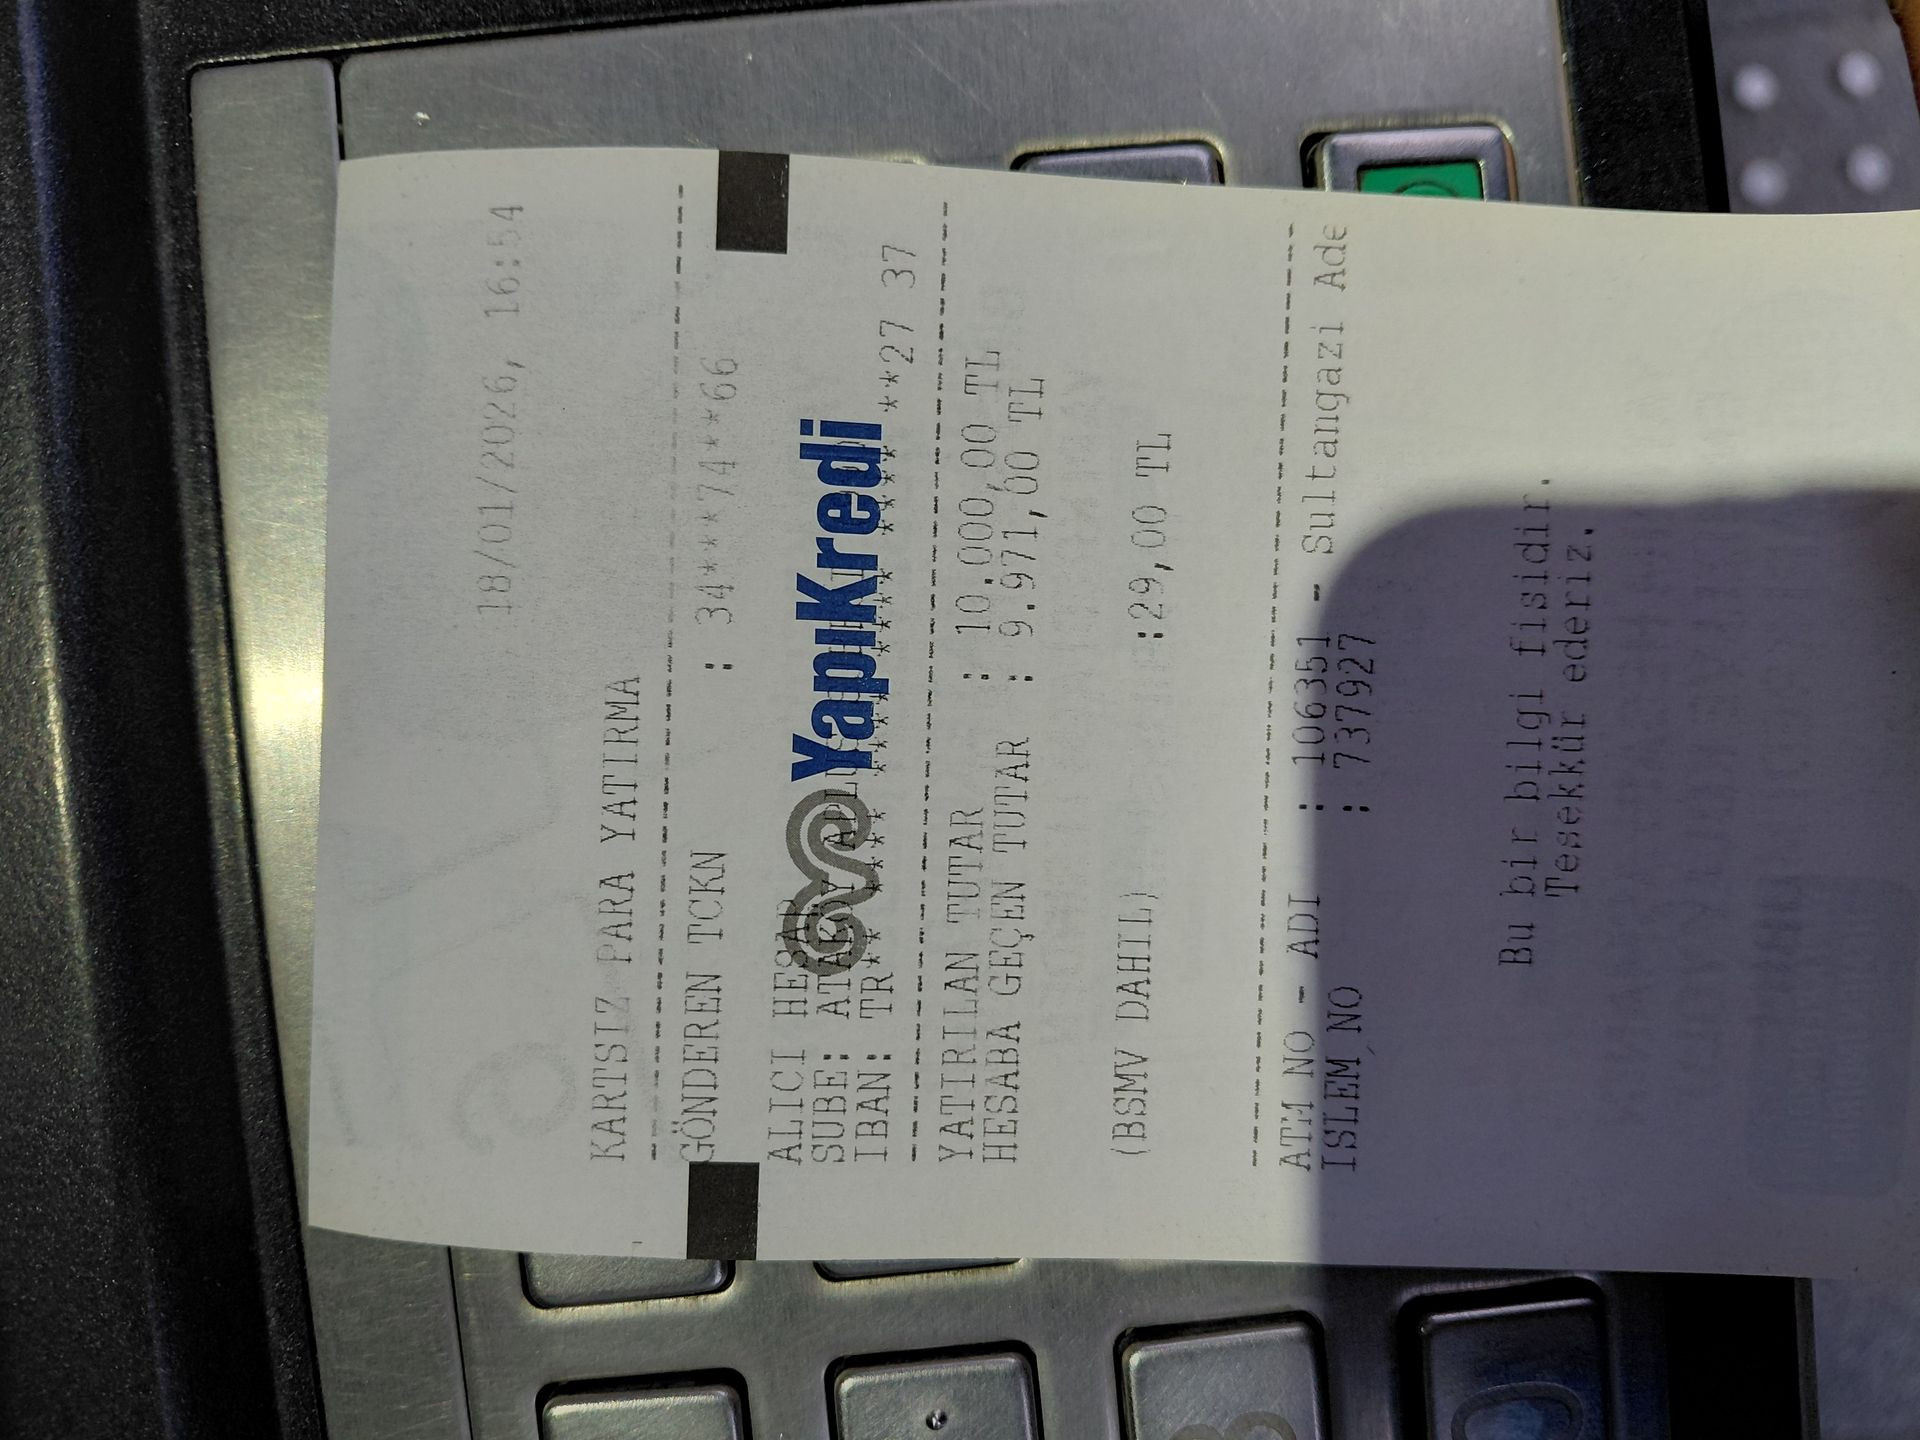 18/01/2026, 16:54
KARTSIZ PARA YATIRMA
GÖNDEREN TCKN : 34****74**66
YapıKredi
ALICI HESAP
SUBE:
IBAN: TR** **27 37
YATIRILAN TUTAR : 10.000,00 TL
HESABA GEÇEN TUTAR : 9.971,00 TL
(BSMV DAHIL) :29,00 TL
ATM NO - ADI : 106351 - Sultangazi Ade
ISLEM NO : 737927
Bu bir bilgi fisidir.
Tesekkür ederiz.